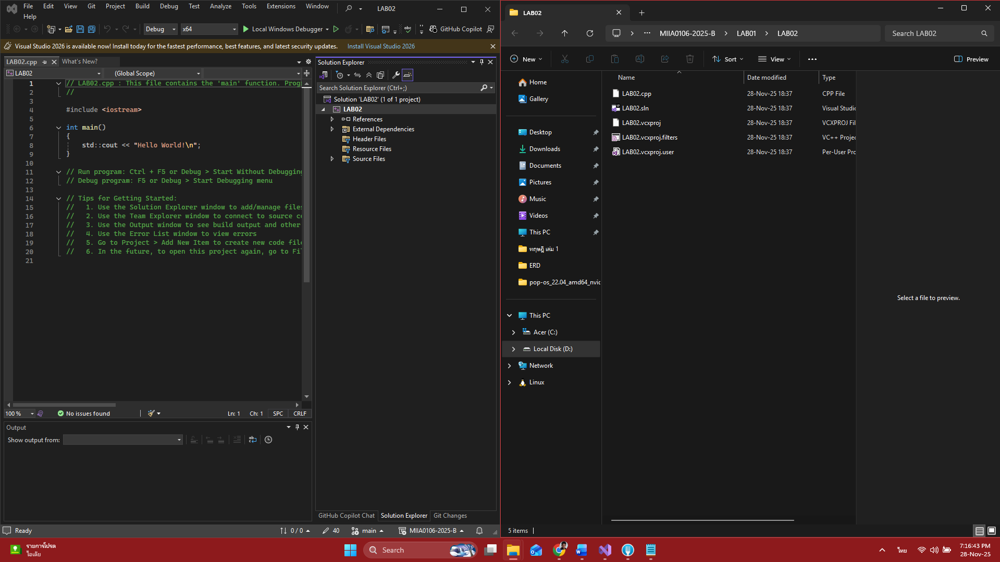 File Edit View Git Project Build Debug Test Analyze Tools Extensions Window LAB02
Help
Debug x64 Local Windows Debugger GitHub Copilot
Visual Studio 2026 is available now! Install today for the fastest performance, best features, and latest security updates. Install Visual Studio 2026
LAB02.cpp What's New?
LAB02 (Global Scope)
1 // LAB02.cpp : This file contains the 'main' function. Prog
2 //
3
4 #include <iostream>
5
6 int main()
7 {
8 std::cout << "Hello World!\n";
9 }
10
11 // Run program: Ctrl + F5 or Debug > Start Without Debugging
12 // Debug program: F5 or Debug > Start Debugging menu
13
14 // Tips for Getting Started:
15 // 1. Use the Solution Explorer window to add/manage files
16 // 2. Use the Team Explorer window to connect to source co
17 // 3. Use the Output window to see build output and other
18 // 4. Use the Error List window to view errors
19 // 5. Go to Project > Add New Item to create new code file
20 // 6. In the future, to open this project again, go to Fil
21
100 % No issues found Ln: 1 Ch: 1 SPC CRLF
Output
Show output from:
Solution Explorer
Search Solution Explorer (Ctrl+;)
Solution 'LAB02' (1 of 1 project)
LAB02
References
External Dependencies
Header Files
Resource Files
Source Files
GitHub Copilot Chat Solution Explorer Git Changes
Ready 0 / 0 40 main MIIA0106-2025-B
LAB02
MIIA0106-2025-B LAB01 LAB02 Search LAB02
New Sort View Preview
Home
Gallery
Desktop
Downloads
Documents
Pictures
Music
Videos
This PC
ทฤษฎี เล่ม 1
ERD
pop-os_22.04_amd64_nvid
This PC
Acer (C:)
Local Disk (D:)
Network
Linux
Name Date modified Type
LAB02.cpp 28-Nov-25 18:37 CPP File
LAB02.sln 28-Nov-25 18:37 Visual Studio
LAB02.vcxproj 28-Nov-25 18:37 VCXPROJ Fil
LAB02.vcxproj.filters 28-Nov-25 18:37 VC++ Projec
LAB02.vcxproj.user 28-Nov-25 18:37 Per-User Pro
Select a file to preview.
5 items
รายการโปรด
ไอเดีย
Search
ไทย
7:16:43 PM
28-Nov-25